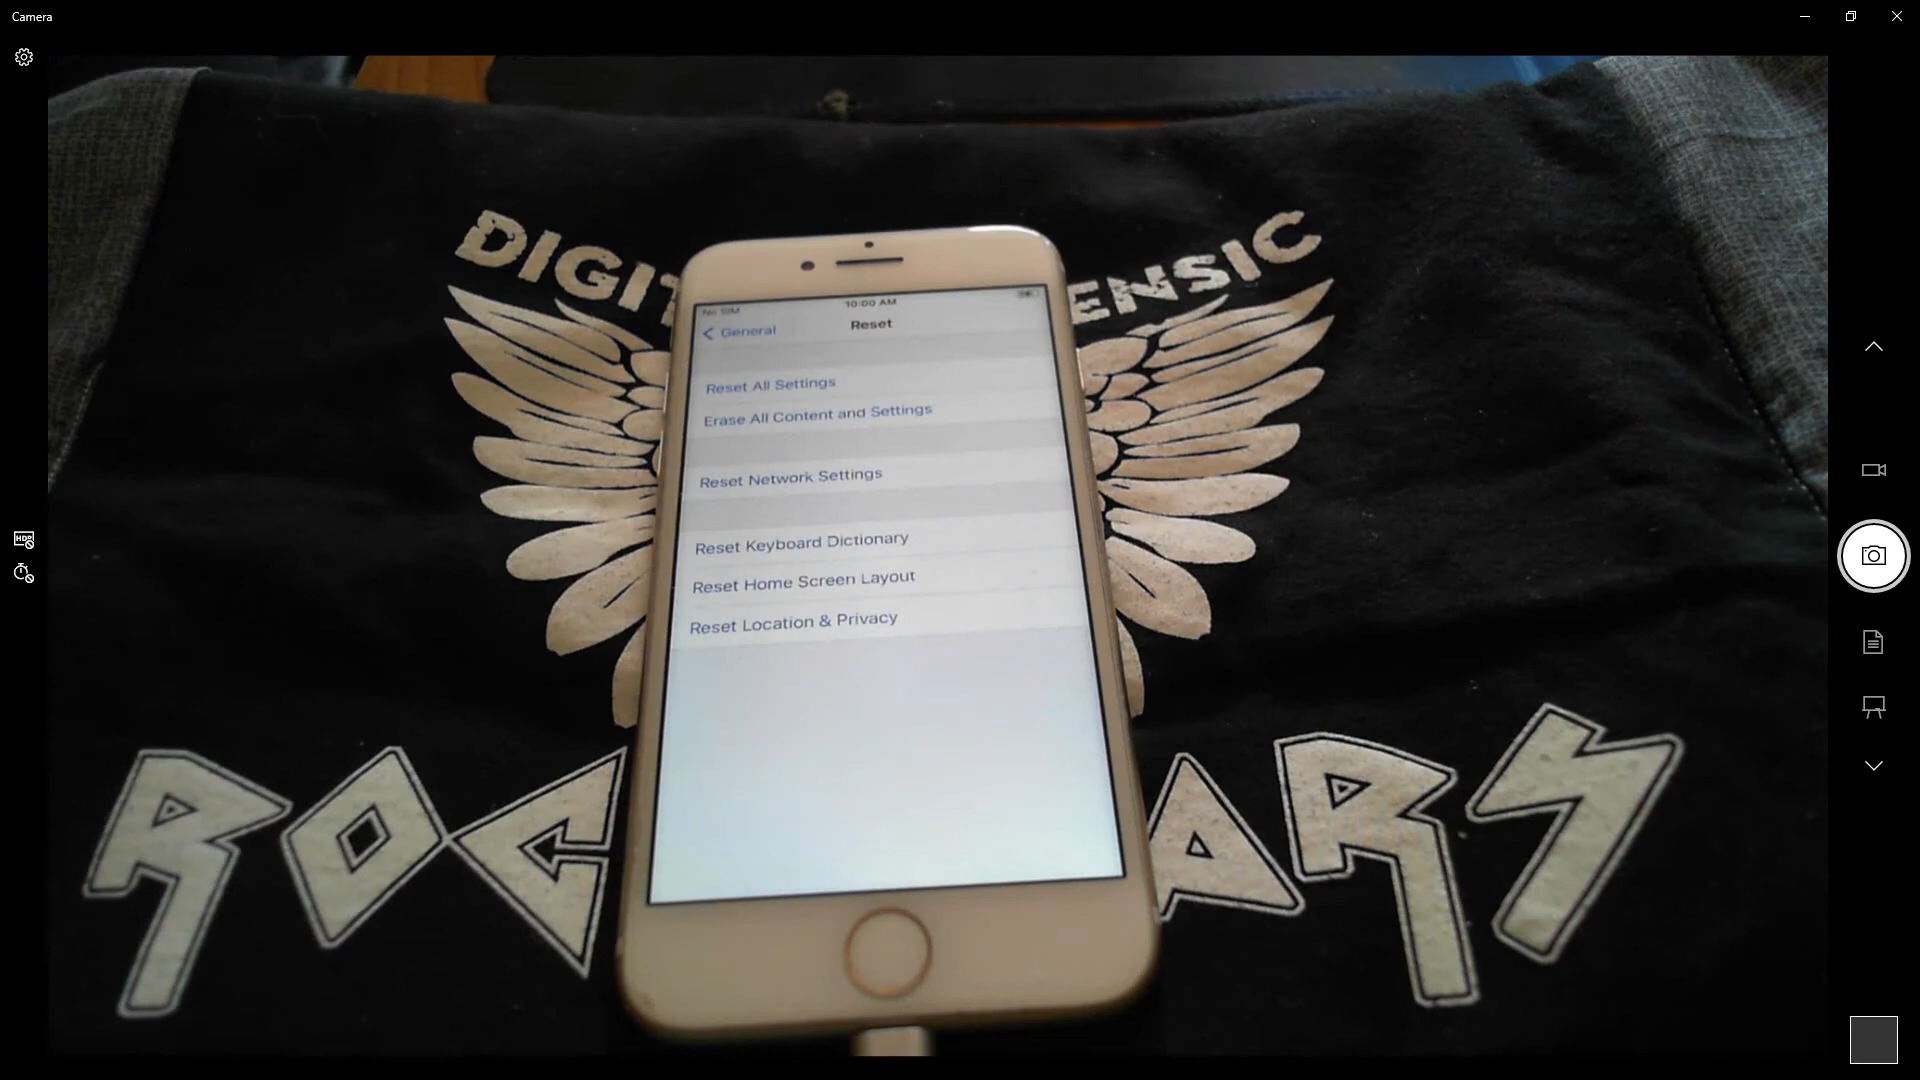 Camera
HDR
DIGIT ENSIC
No SIM 10:00 AM
General Reset
Reset All Settings
Erase All Content and Settings
Reset Network Settings
Reset Keyboard Dictionary
Reset Home Screen Layout
Reset Location & Privacy
ROC ARS